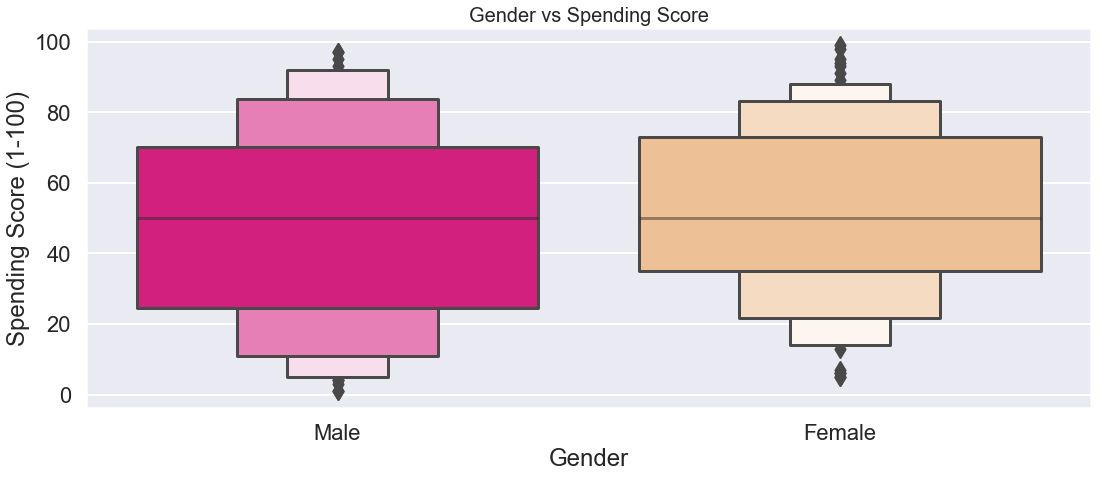 Gender vs Spending Score
100
80
60
40
20
0
Spending Score (1-100)
Male Female
Gender